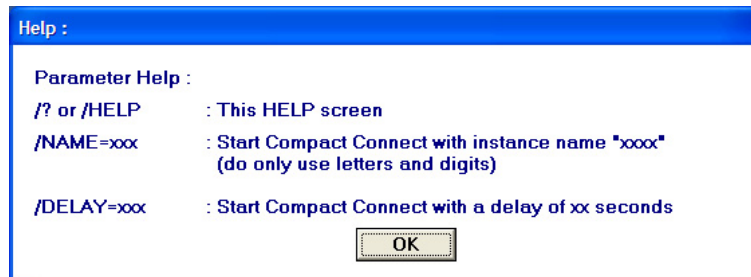 Help :
Parameter Help :
/? or /HELP : This HELP screen
/NAME=xxx : Start Compact Connect with instance name "xxxx"
(do only use letters and digits)
/DELAY=xxx : Start Compact Connect with a delay of xx seconds
OK